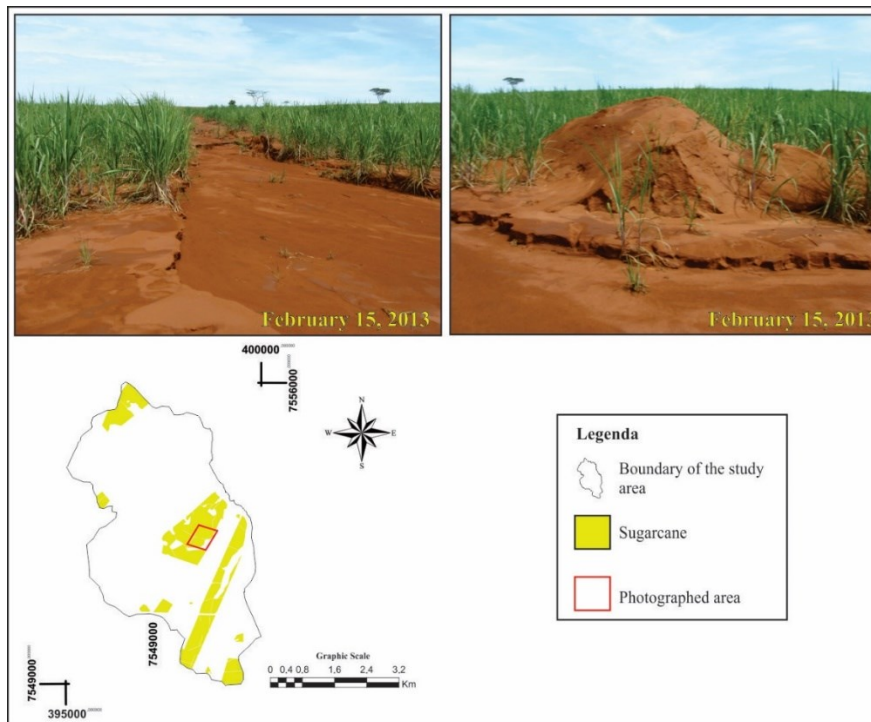 February 15, 2013
February 15, 2013
400000
7556000
N
W E
S
Legenda
Boundary of the study
area
Sugarcane
Photographed area
7549000
7549000
395000
Graphic Scale
0 0,4 0,8 1,6 2,4 3,2
Km